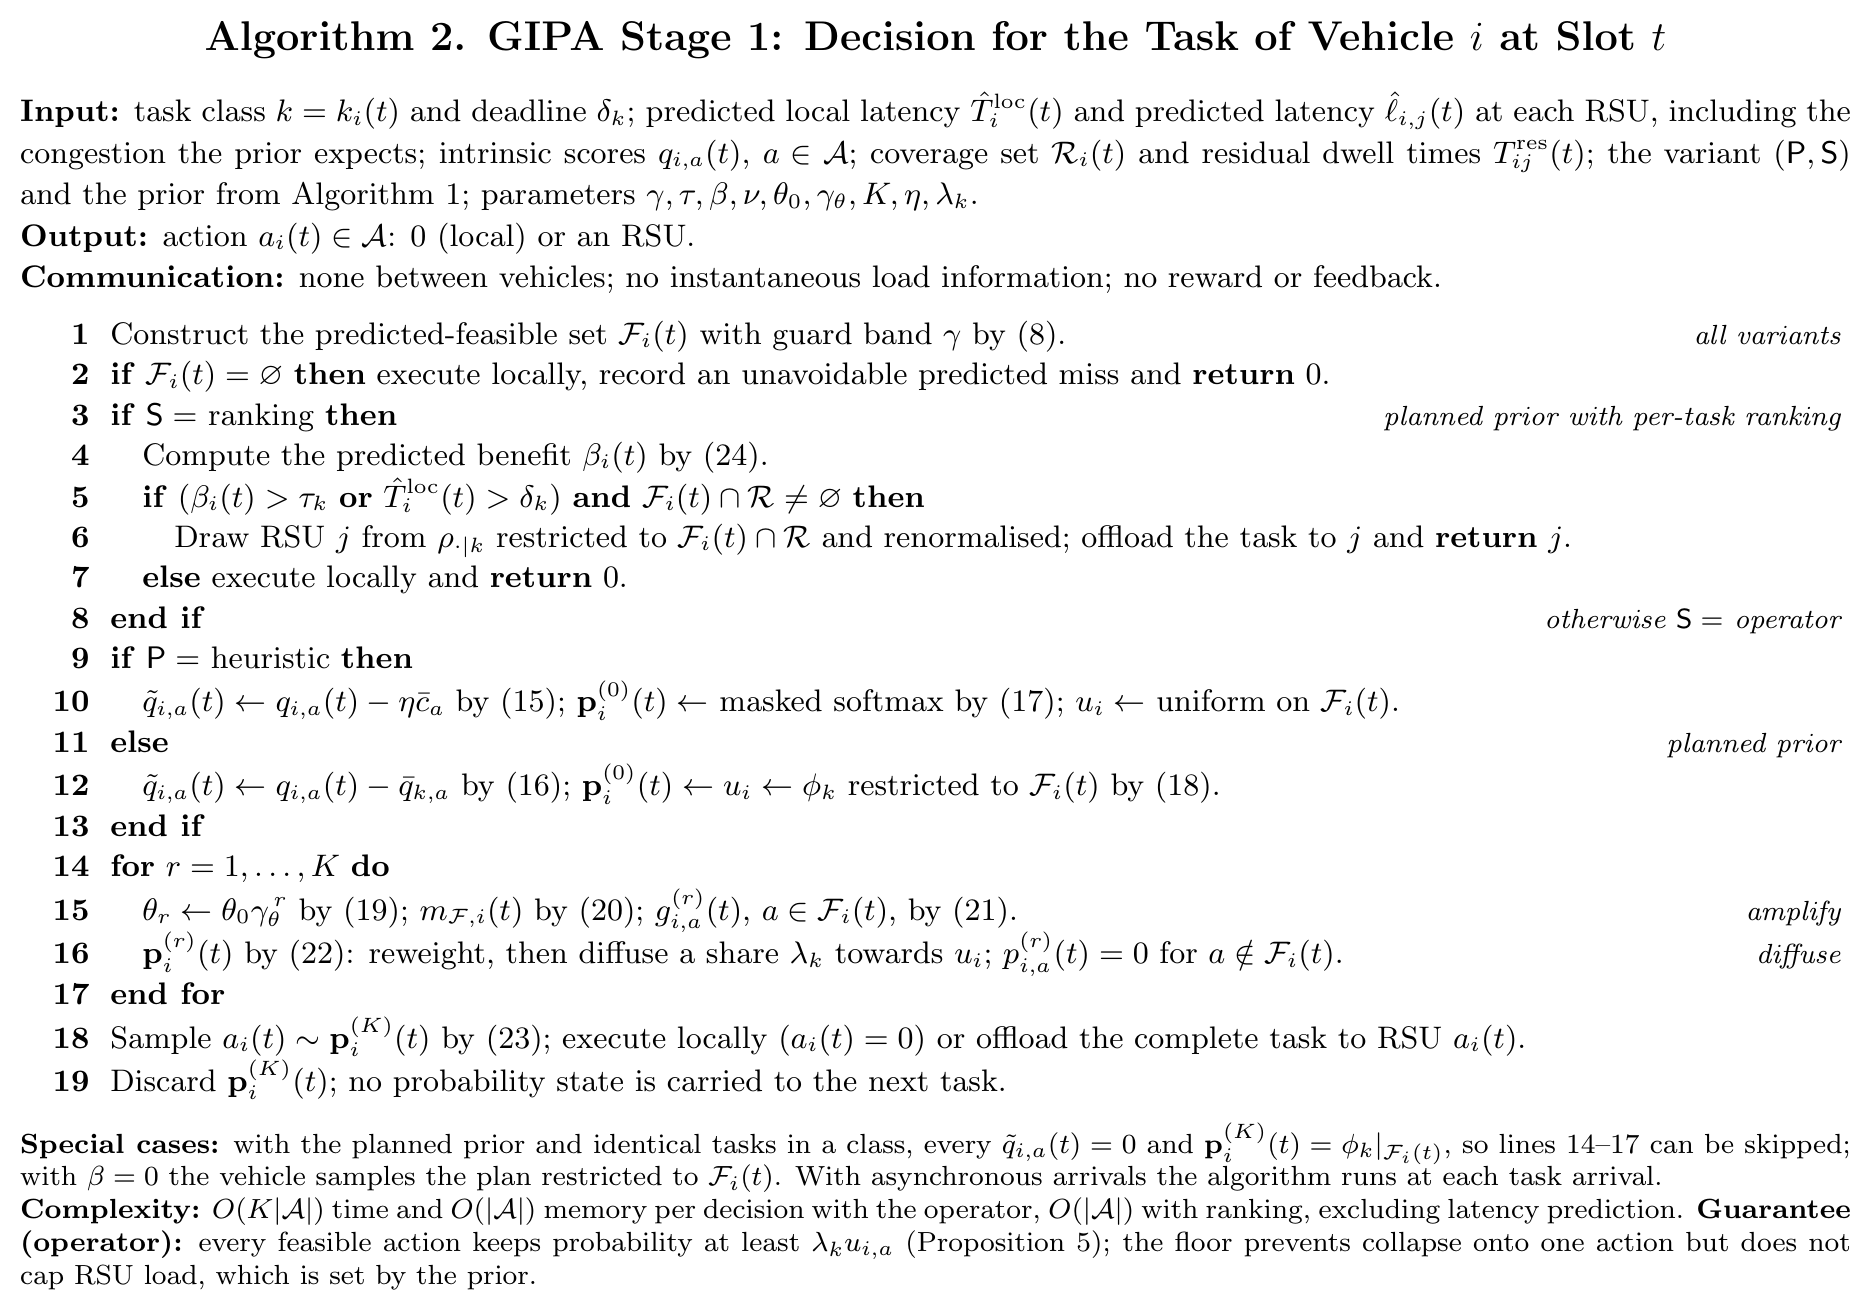 Algorithm 2. GIPA Stage 1: Decision for the Task of Vehicle i at Slot t
Input: task class k = k_i(t) and deadline δ_k; predicted local latency T̂_i^loc(t) and predicted latency ℓ̂_{i,j}(t) at each RSU, including the
congestion the prior expects; intrinsic scores q_{i,a}(t), a ∈ 𝒜; coverage set ℛ_i(t) and residual dwell times T_{ij}^res(t); the variant (P, S)
and the prior from Algorithm 1; parameters γ, τ, β, ν, θ_0, γ_θ, K, η, λ_k.
Output: action a_i(t) ∈ 𝒜: 0 (local) or an RSU.
Communication: none between vehicles; no instantaneous load information; no reward or feedback.
1 Construct the predicted-feasible set ℱ_i(t) with guard band γ by (8). all variants
2 if ℱ_i(t) = ∅ then execute locally, record an unavoidable predicted miss and return 0.
3 if S = ranking then planned prior with per-task ranking
4 Compute the predicted benefit β_i(t) by (24).
5 if (β_i(t) > τ_k or T̂_i^loc(t) > δ_k) and ℱ_i(t) ∩ ℛ ≠ ∅ then
6 Draw RSU j from ρ_{·|k} restricted to ℱ_i(t) ∩ ℛ and renormalised; offload the task to j and return j.
7 else execute locally and return 0.
8 end if otherwise S = operator
9 if P = heuristic then
10 q̃_{i,a}(t) ← q_{i,a}(t) − ηc̄_a by (15); p_i^(0)(t) ← masked softmax by (17); u_i ← uniform on ℱ_i(t).
11 else planned prior
12 q̃_{i,a}(t) ← q_{i,a}(t) − q̄_{k,a} by (16); p_i^(0)(t) ← u_i ← ϕ_k restricted to ℱ_i(t) by (18).
13 end if
14 for r = 1, . . . , K do
15 θ_r ← θ_0γ_θ^r by (19); m_{ℱ,i}(t) by (20); g_{i,a}^(r)(t), a ∈ ℱ_i(t), by (21). amplify
16 p_i^(r)(t) by (22): reweight, then diffuse a share λ_k towards u_i; p_{i,a}^(r)(t) = 0 for a ∉ ℱ_i(t). diffuse
17 end for
18 Sample a_i(t) ∼ p_i^(K)(t) by (23); execute locally (a_i(t) = 0) or offload the complete task to RSU a_i(t).
19 Discard p_i^(K)(t); no probability state is carried to the next task.
Special cases: with the planned prior and identical tasks in a class, every q̃_{i,a}(t) = 0 and p_i^(K)(t) = ϕ_k|_{ℱ_i(t)}, so lines 14–17 can be skipped;
with β = 0 the vehicle samples the plan restricted to ℱ_i(t). With asynchronous arrivals the algorithm runs at each task arrival.
Complexity: O(K|𝒜|) time and O(|𝒜|) memory per decision with the operator, O(|𝒜|) with ranking, excluding latency prediction. Guarantee
(operator): every feasible action keeps probability at least λ_k u_{i,a} (Proposition 5); the floor prevents collapse onto one action but does not
cap RSU load, which is set by the prior.